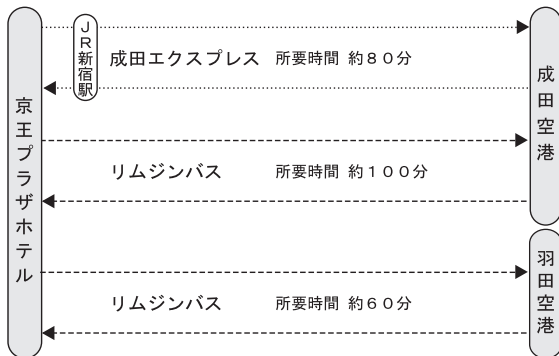 京王プラザホテル
JR新宿駅
成田エクスプレス 所要時間 約80分
リムジンバス 所要時間 約100分
成田空港
リムジンバス 所要時間 約60分
羽田空港